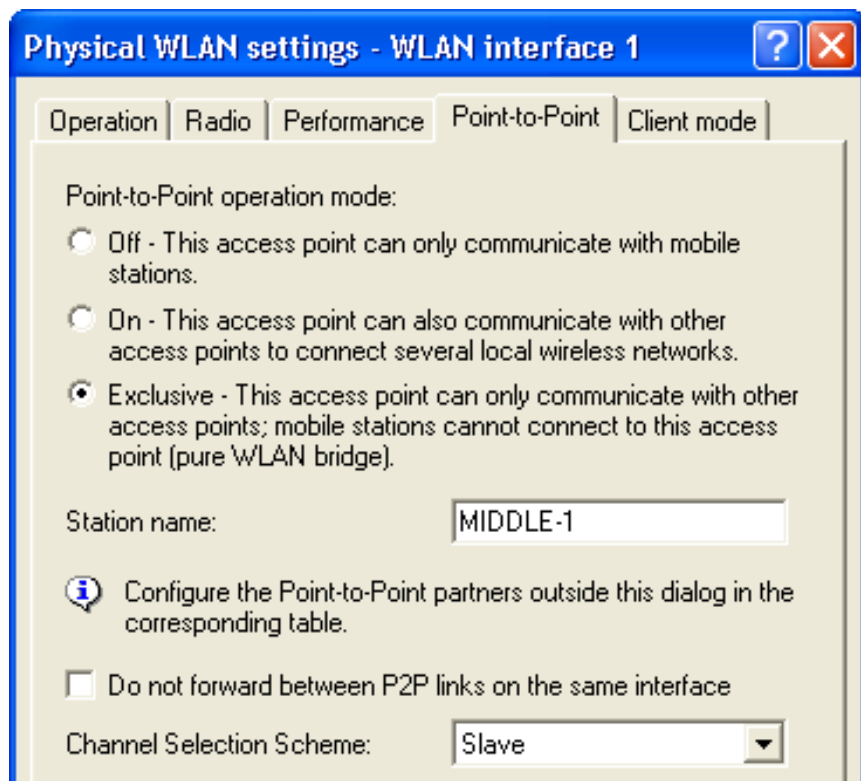 Physical WLAN settings - WLAN interface 1
Operation Radio Performance Point-to-Point Client mode
Point-to-Point operation mode:
Off - This access point can only communicate with mobile
stations.
On - This access point can also communicate with other
access points to connect several local wireless networks.
Exclusive - This access point can only communicate with other
access points; mobile stations cannot connect to this access
point (pure WLAN bridge).
Station name: MIDDLE-1
Configure the Point-to-Point partners outside this dialog in the
corresponding table.
Do not forward between P2P links on the same interface
Channel Selection Scheme: Slave